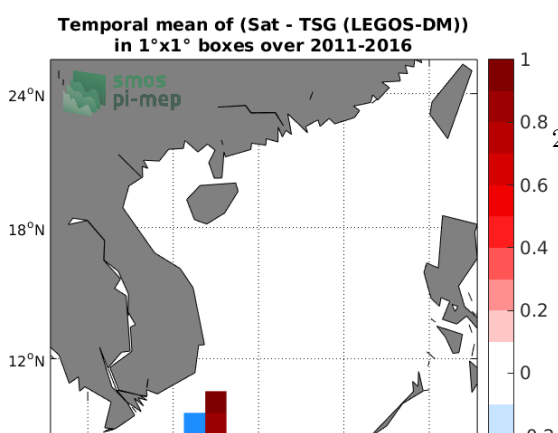 Temporal mean of (Sat - TSG (LEGOS-DM))
in 1°x1° boxes over 2011-2016
smos
pi-mep
24°N
18°N
12°N
1
0.8
0.6
0.4
0.2
0